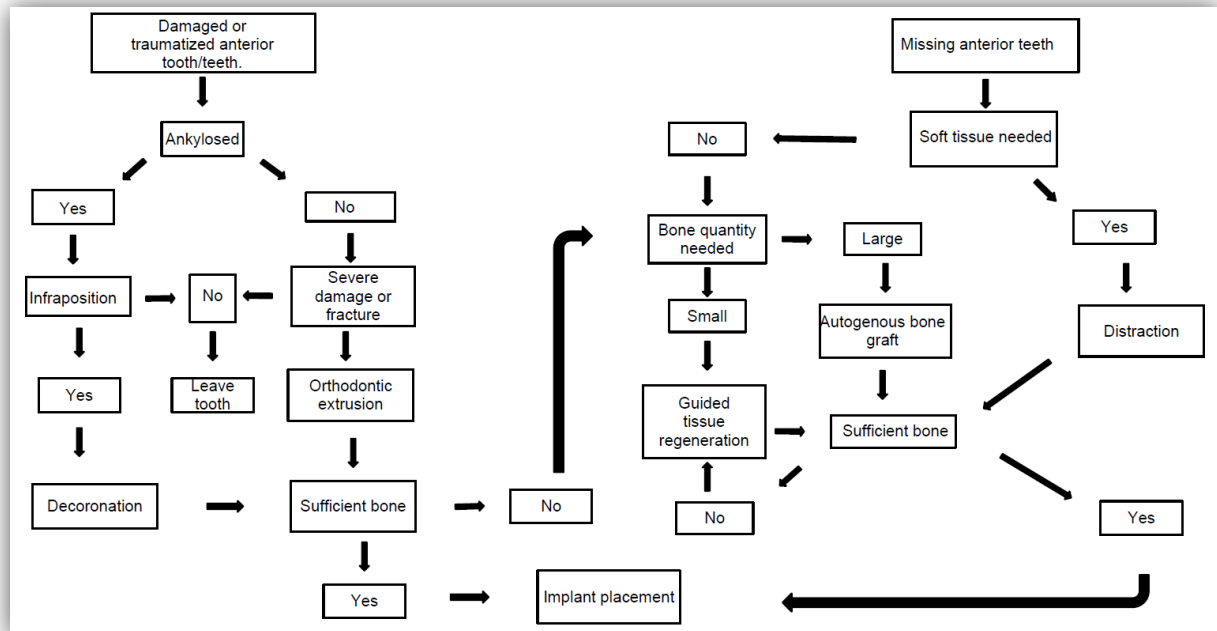 Damaged or
traumatized anterior
tooth/teeth.
Missing anterior teeth
Ankylosed
No
Soft tissue needed
Yes
No
Bone quantity
needed
Large
Yes
Infraposition
No
Severe
damage or
fracture
Small
Autogenous bone
graft
Distraction
Yes
Leave
tooth
Orthodontic
extrusion
Guided
tissue
regeneration
Sufficient bone
Decoronation
Sufficient bone
No
No
Yes
Yes
Implant placement